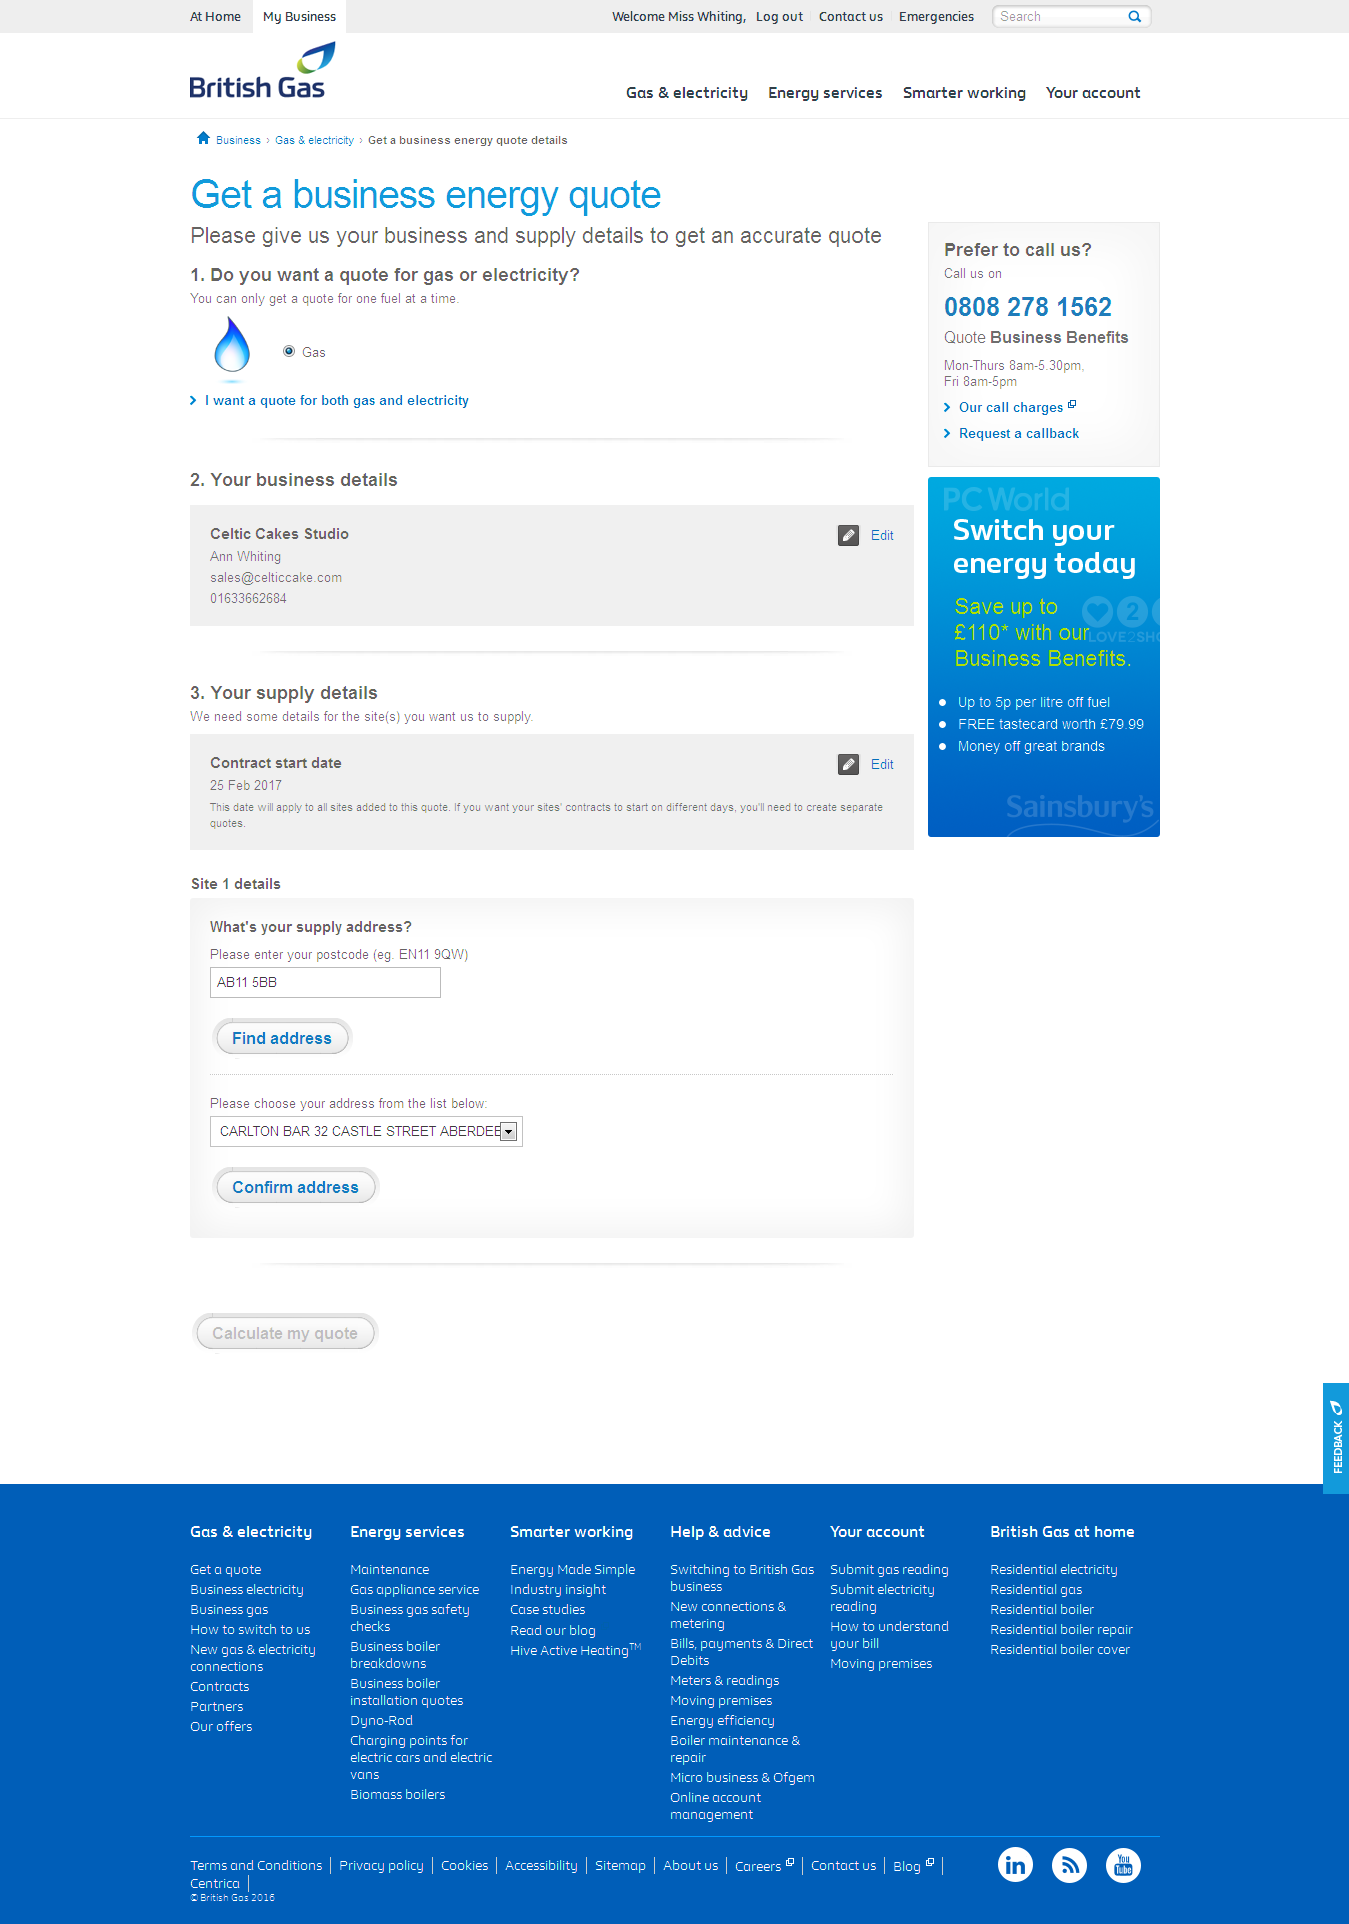 At Home
My Business
Welcome Miss Whiting,
Log out
Contact us
Emergencies
Search
British Gas
Gas & electricity
Energy services
Smarter working
Your account
Business › Gas & electricity › Get a business energy quote details
Get a business energy quote
Please give us your business and supply details to get an accurate quote
1. Do you want a quote for gas or electricity?
You can only get a quote for one fuel at a time.
Gas
I want a quote for both gas and electricity
2. Your business details
Celtic Cakes Studio
Edit
Ann Whiting
sales@celticcake.com
01633662684
3. Your supply details
We need some details for the site(s) you want us to supply.
Contract start date
Edit
25 Feb 2017
This date will apply to all sites added to this quote. If you want your sites' contracts to start on different days, you'll need to create separate
quotes.
Site 1 details
What's your supply address?
Please enter your postcode (eg. EN11 9QW)
AB11 5BB
Find address
Please choose your address from the list below:
CARLTON BAR 32 CASTLE STREET ABERDEE
Confirm address
Calculate my quote
Prefer to call us?
Call us on
0808 278 1562
Quote Business Benefits
Mon-Thurs 8am-5.30pm,
Fri 8am-5pm
Our call charges
Request a callback
PC World
Switch your
energy today
Save up to
£110* with our
Business Benefits.
LOVE2SHO
Up to 5p per litre off fuel
FREE tastecard worth £79.99
Money off great brands
Sainsbury's
FEEDBACK
Gas & electricity
Get a quote
Business electricity
Business gas
How to switch to us
New gas & electricity
connections
Contracts
Partners
Our offers
Energy services
Maintenance
Gas appliance service
Business gas safety
checks
Business boiler
breakdowns
Business boiler
installation quotes
Dyno-Rod
Charging points for
electric cars and electric
vans
Biomass boilers
Smarter working
Energy Made Simple
Industry insight
Case studies
Read our blog
Hive Active Heating™
Help & advice
Switching to British Gas
business
New connections &
metering
Bills, payments & Direct
Debits
Meters & readings
Moving premises
Energy efficiency
Boiler maintenance &
repair
Micro business & Ofgem
Online account
management
Your account
Submit gas reading
Submit electricity
reading
How to understand
your bill
Moving premises
British Gas at home
Residential electricity
Residential gas
Residential boiler
Residential boiler repair
Residential boiler cover
Terms and Conditions | Privacy policy | Cookies | Accessibility | Sitemap | About us | Careers | Contact us | Blog |
Centrica |
© British Gas 2016
in
You
Tube